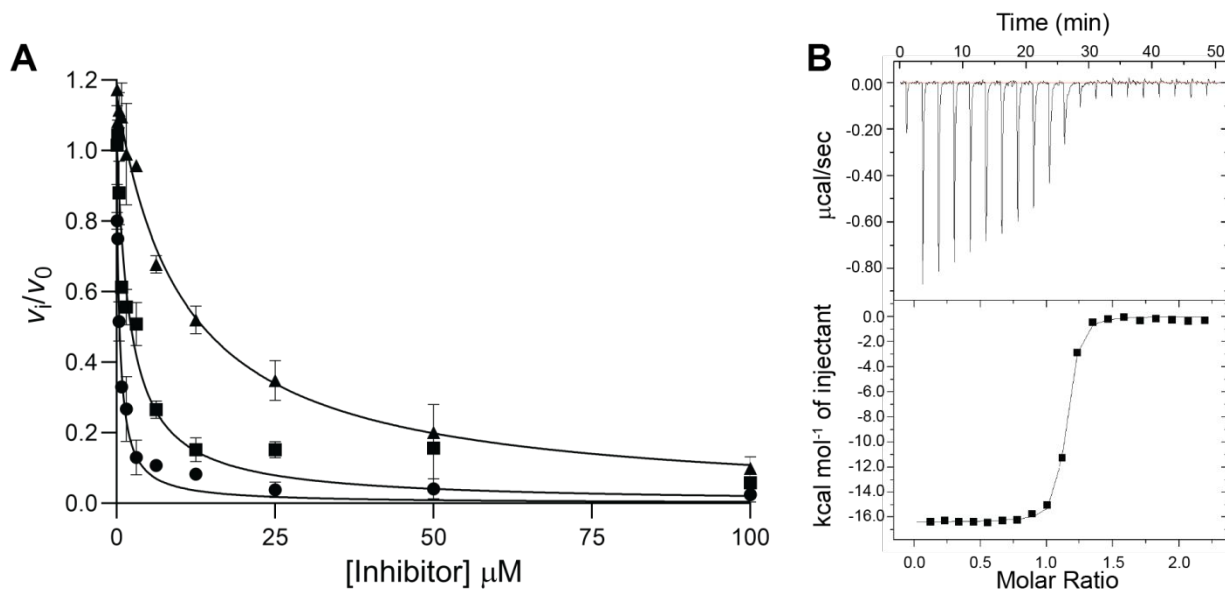 A
1.2
1.0
0.8
0.6
0.4
0.2
0.0
v_i/v_0
0 25 50 75 100
[Inhibitor] μM
B
Time (min)
0 10 20 30 40 50
0.00
-0.20
-0.40
-0.60
-0.80
μcal/sec
0.0
-2.0
-4.0
-6.0
-8.0
-10.0
-12.0
-14.0
-16.0
kcal mol⁻¹ of injectant
0.0 0.5 1.0 1.5 2.0
Molar Ratio